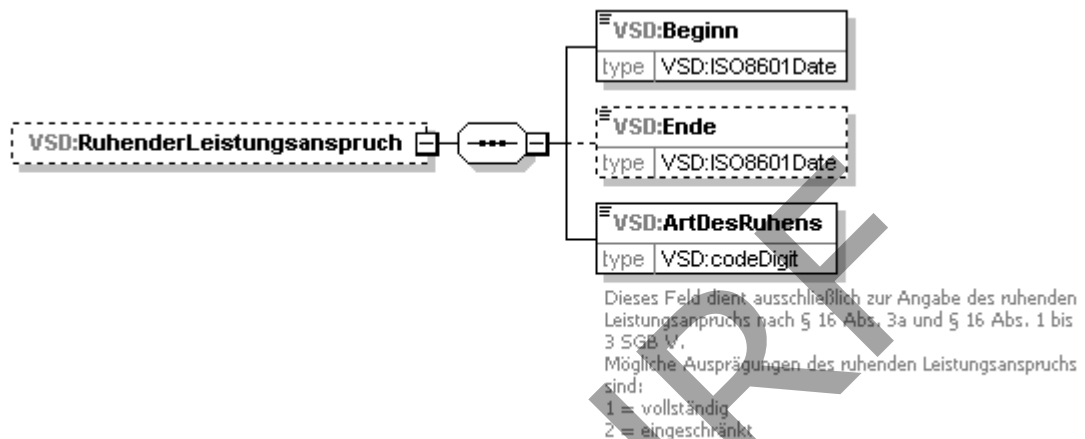 VSD:Beginn
type VSD:ISO8601Date
VSD:Ende
type VSD:ISO8601Date
VSD:RuhenderLeistungsanspruch
VSD:ArtDesRuhens
type VSD:codeDigit
Dieses Feld dient ausschließlich zur Angabe des ruhenden
Leistungsanpruchs nach § 16 Abs. 3a und § 16 Abs. 1 bis
3 SGB V.
Mögliche Ausprägungen des ruhenden Leistungsanspruchs
sind:
1 = vollständig
2 = eingeschränkt